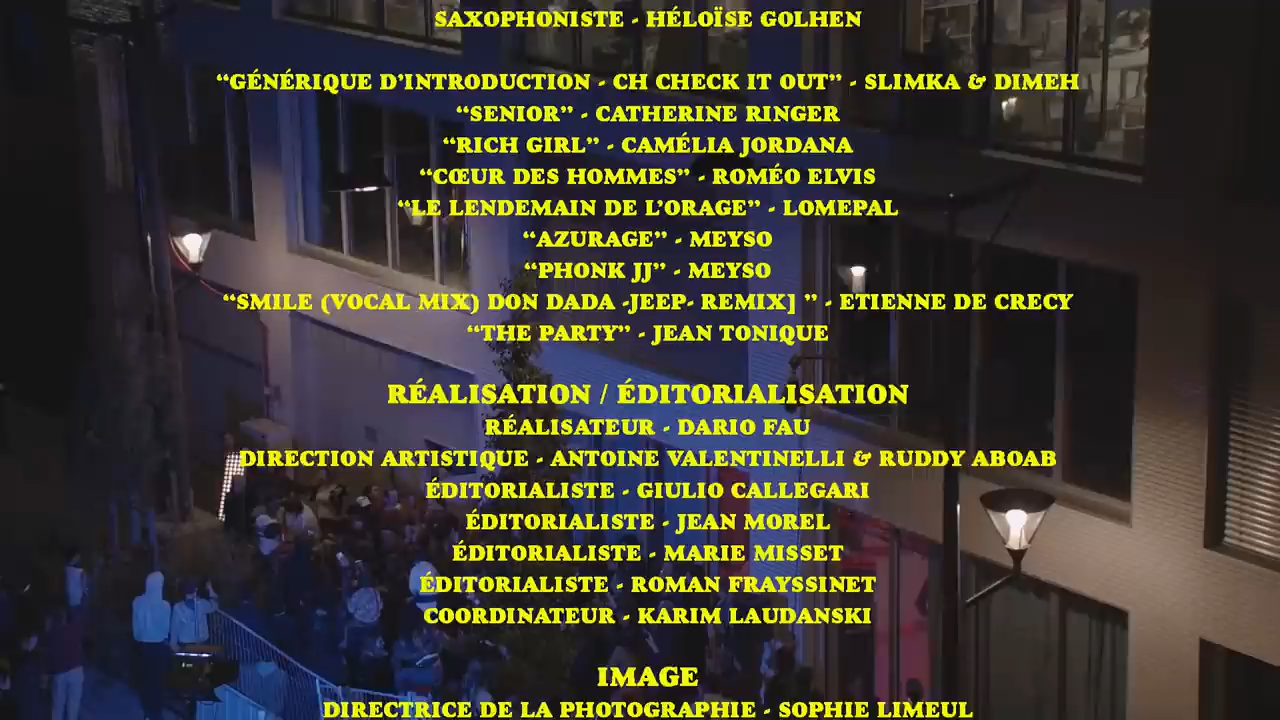 SAXOPHONISTE - HÉLOÏSE GOLHEN
“GÉNÉRIQUE D’INTRODUCTION - CH CHECK IT OUT” - SLIMKA & DIMEH
“SENIOR” - CATHERINE RINGER
“RICH GIRL” - CAMÉLIA JORDANA
“CŒUR DES HOMMES” - ROMÉO ELVIS
“LE LENDEMAIN DE L’ORAGE” - LOMEPAL
“AZURAGE” - MEYSO
“PHONK JJ” - MEYSO
“SMILE (VOCAL MIX) DON DADA -JEEP- REMIX] ” - ETIENNE DE CRECY
“THE PARTY” - JEAN TONIQUE
RÉALISATION / ÉDITORIALISATION
RÉALISATEUR - DARIO FAU
DIRECTION ARTISTIQUE - ANTOINE VALENTINELLI & RUDDY ABOAB
ÉDITORIALISTE - GIULIO CALLEGARI
ÉDITORIALISTE - JEAN MOREL
ÉDITORIALISTE - MARIE MISSET
ÉDITORIALISTE - ROMAN FRAYSSINET
COORDINATEUR - KARIM LAUDANSKI
IMAGE
DIRECTRICE DE LA PHOTOGRAPHIE - SOPHIE LIMEUL